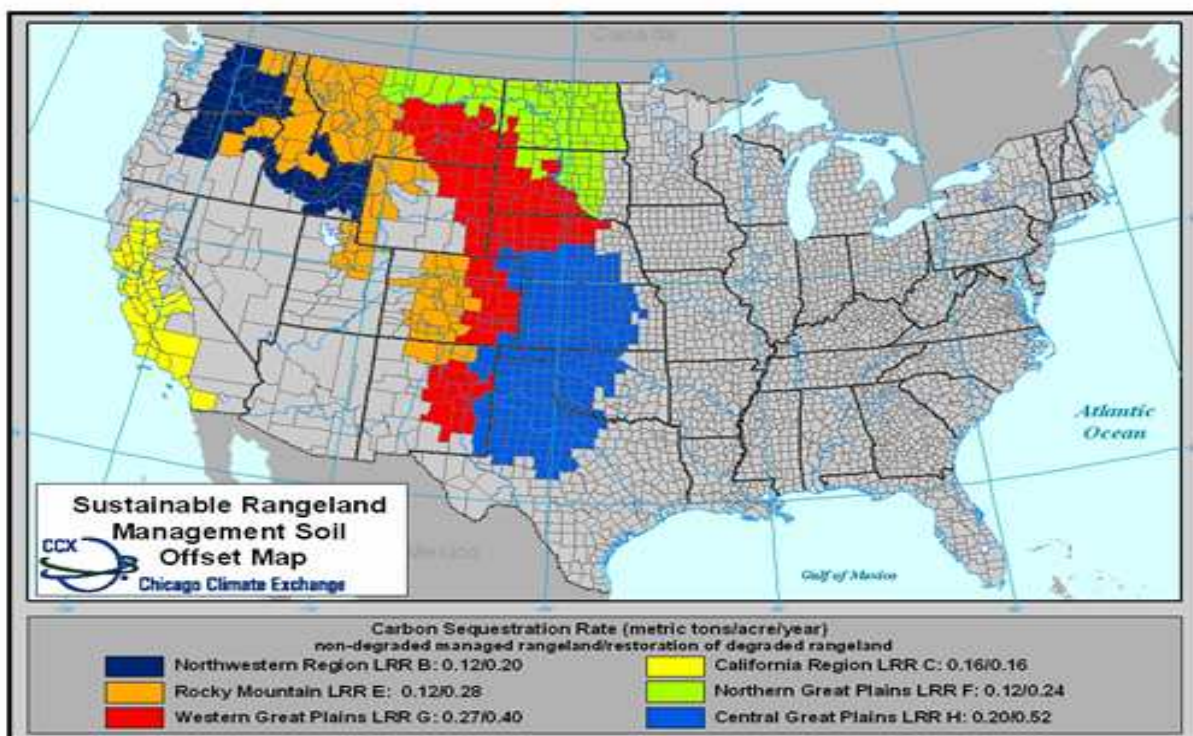 Canada
Atlantic
Ocean
Mexico
Gulf of Mexico
Sustainable Rangeland
Management Soil
Offset Map
CCX
Chicago Climate Exchange
Carbon Sequestration Rate (metric tons/acre/year)
non-degraded managed rangeland/restoration of degraded rangeland
Northwestern Region LRR B: 0.12/0.20
Rocky Mountain LRR E: 0.12/0.28
Western Great Plains LRR G: 0.27/0.40
California Region LRR C: 0.16/0.16
Northern Great Plains LRR F: 0.12/0.24
Central Great Plains LRR H: 0.20/0.52